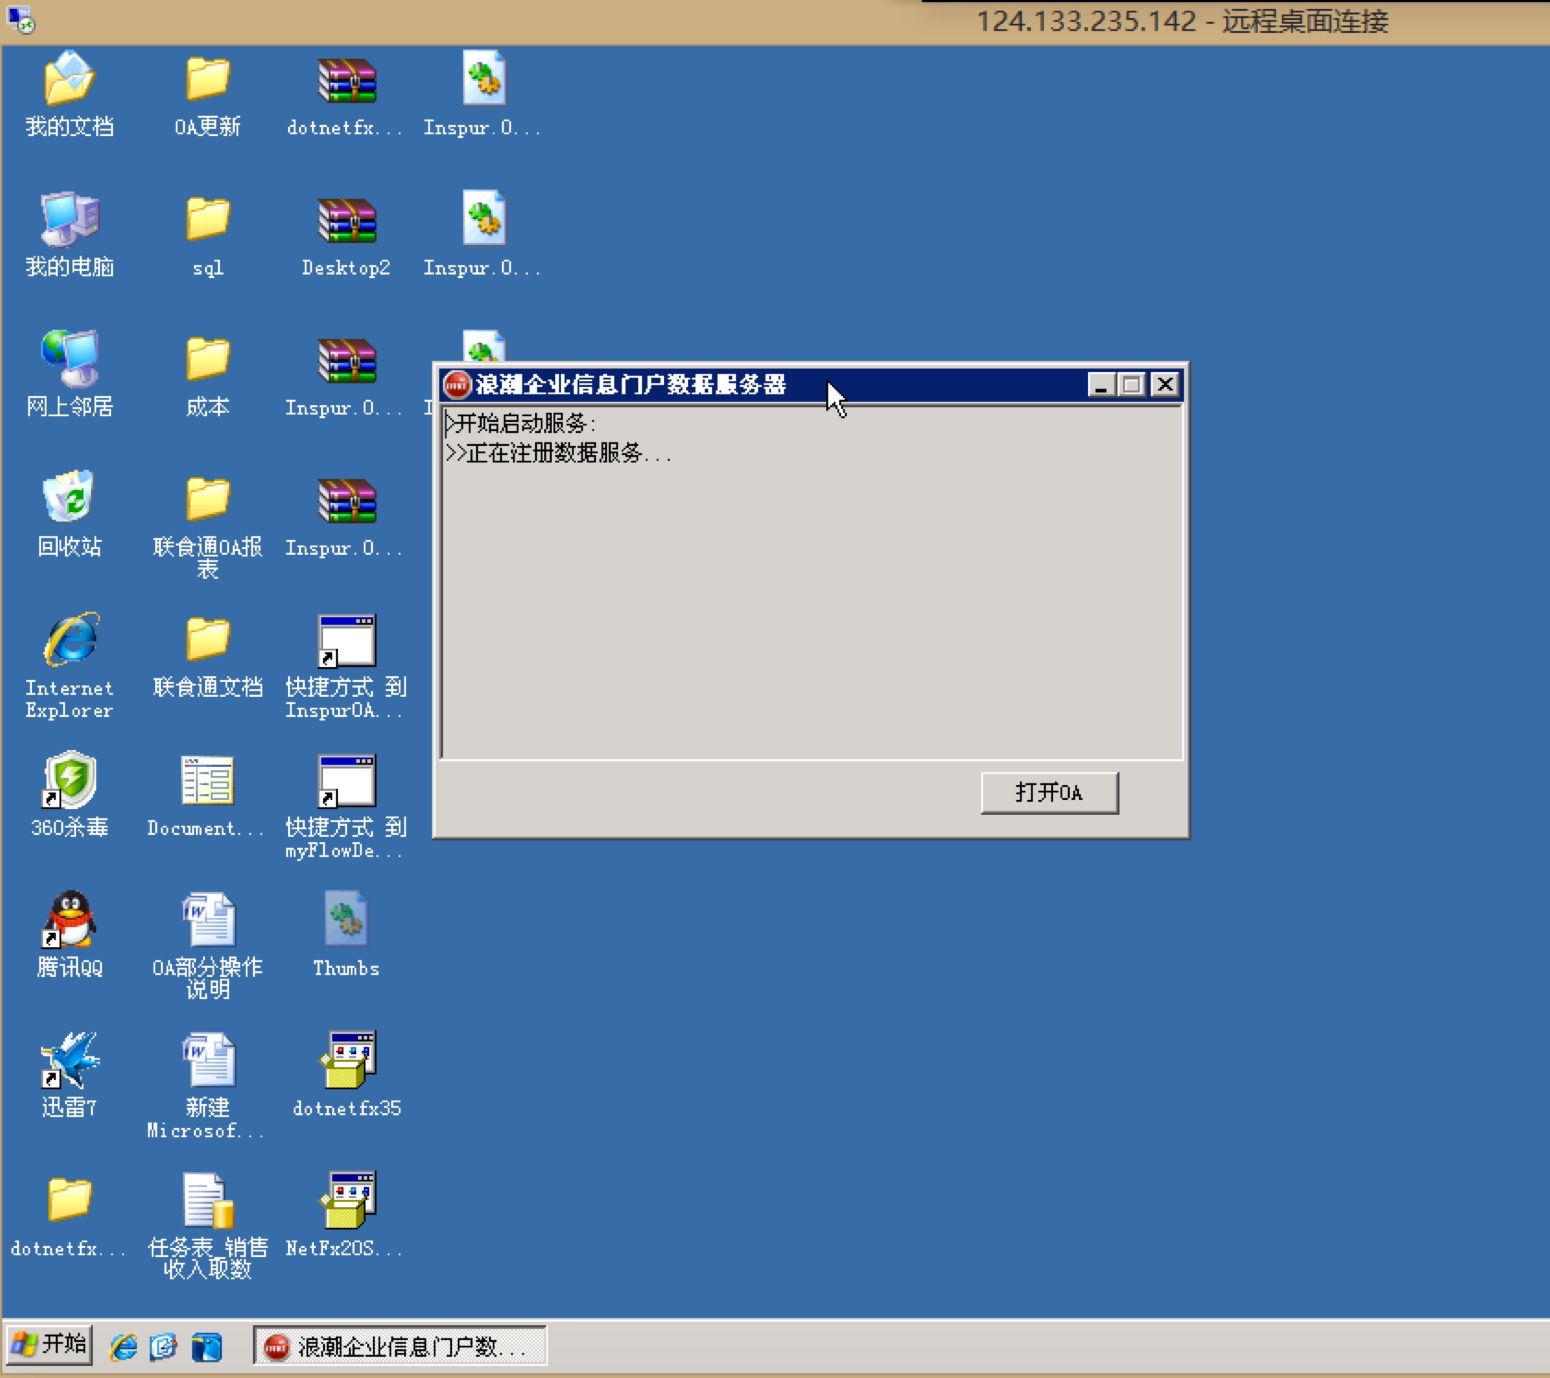 124.133.235.142 - 远程桌面连接
我的文档
OA更新
dotnetfx...
Inspur.O...
我的电脑
sql
Desktop2
Inspur.O...
网上邻居
成本
Inspur.O...
回收站
联食通OA报
表
Inspur.O...
Internet
Explorer
联食通文档
快捷方式 到
InspurOA...
360杀毒
Document...
快捷方式 到
myFlowDe...
腾讯QQ
OA部分操作
说明
Thumbs
迅雷7
新建
Microsof...
dotnetfx35
dotnetfx...
任务表_销售
收入取数
NetFx20S...
浪潮企业信息门户数据服务器
>开始启动服务:
>>正在注册数据服务...
打开OA
开始
浪潮企业信息门户数...